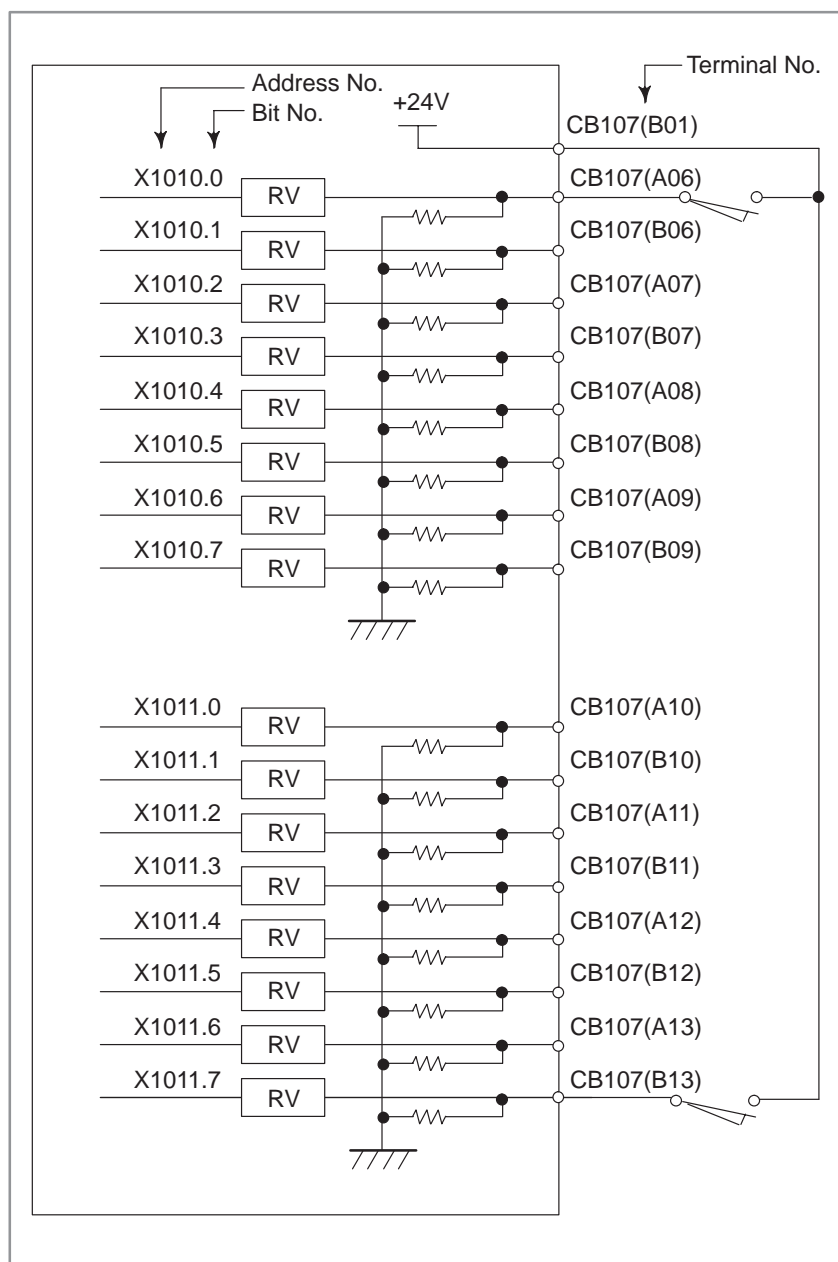 Address No.
Bit No.
+24V
Terminal No.
CB107(B01)
X1010.0 RV CB107(A06)
X1010.1 RV CB107(B06)
X1010.2 RV CB107(A07)
X1010.3 RV CB107(B07)
X1010.4 RV CB107(A08)
X1010.5 RV CB107(B08)
X1010.6 RV CB107(A09)
X1010.7 RV CB107(B09)
X1011.0 RV CB107(A10)
X1011.1 RV CB107(B10)
X1011.2 RV CB107(A11)
X1011.3 RV CB107(B11)
X1011.4 RV CB107(A12)
X1011.5 RV CB107(B12)
X1011.6 RV CB107(A13)
X1011.7 RV CB107(B13)